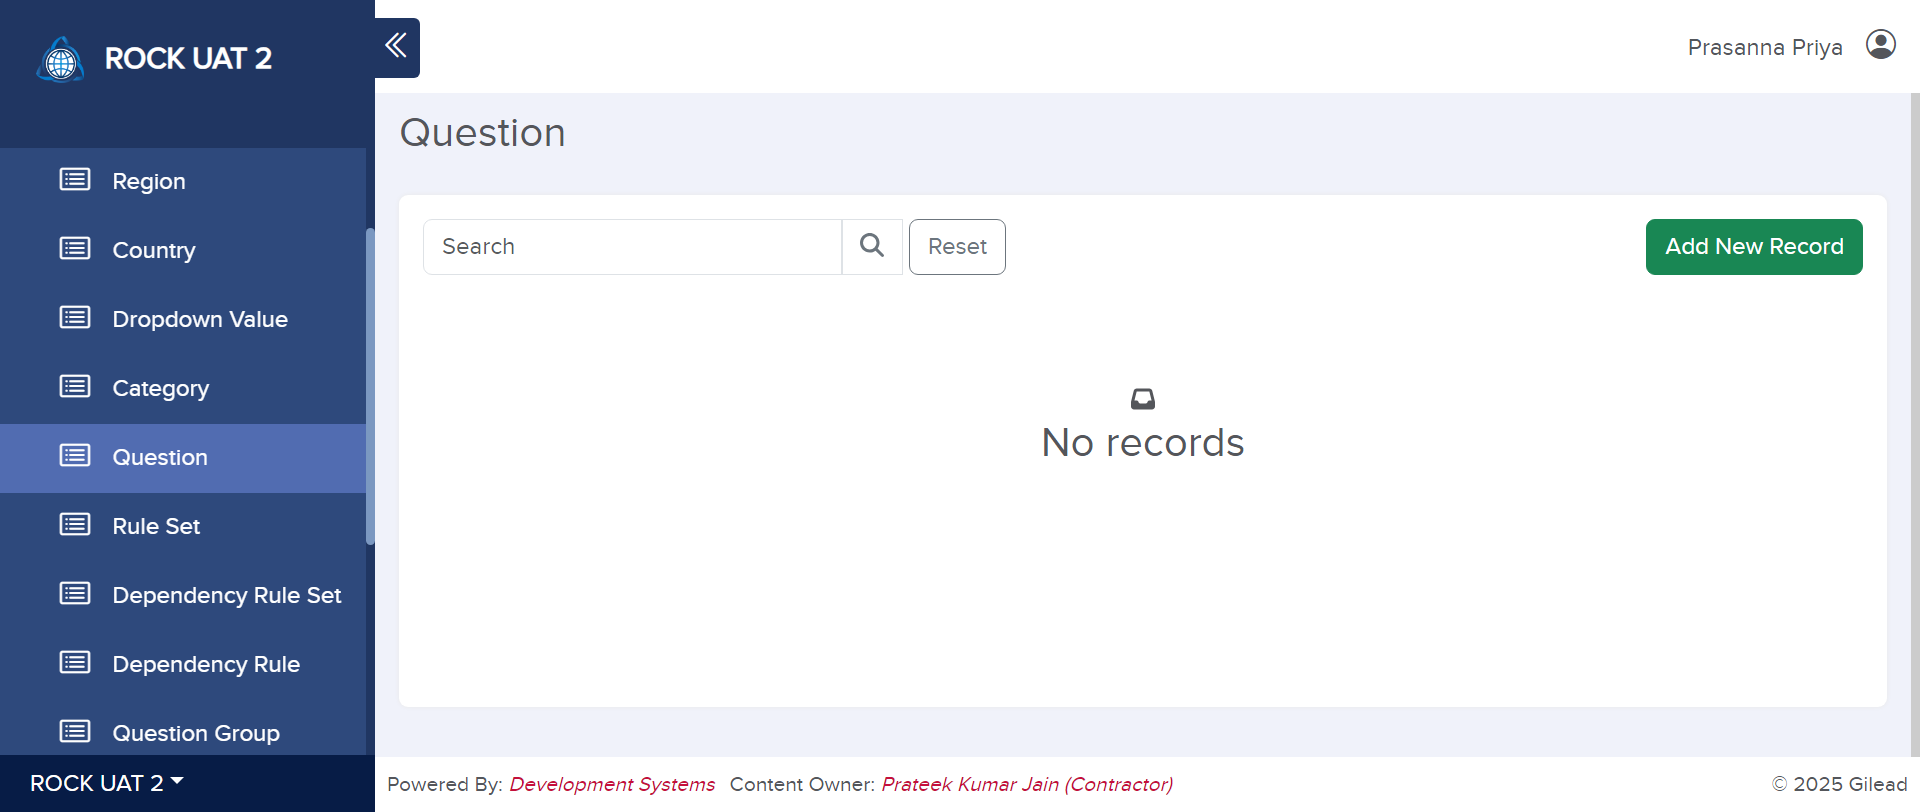 ROCK UAT 2
Region
Country
Dropdown Value
Category
Question
Rule Set
Dependency Rule Set
Dependency Rule
Question Group
ROCK UAT 2
Prasanna Priya
Question
Search
Reset
Add New Record
No records
Powered By: Development Systems Content Owner: Prateek Kumar Jain (Contractor)
© 2025 Gilead